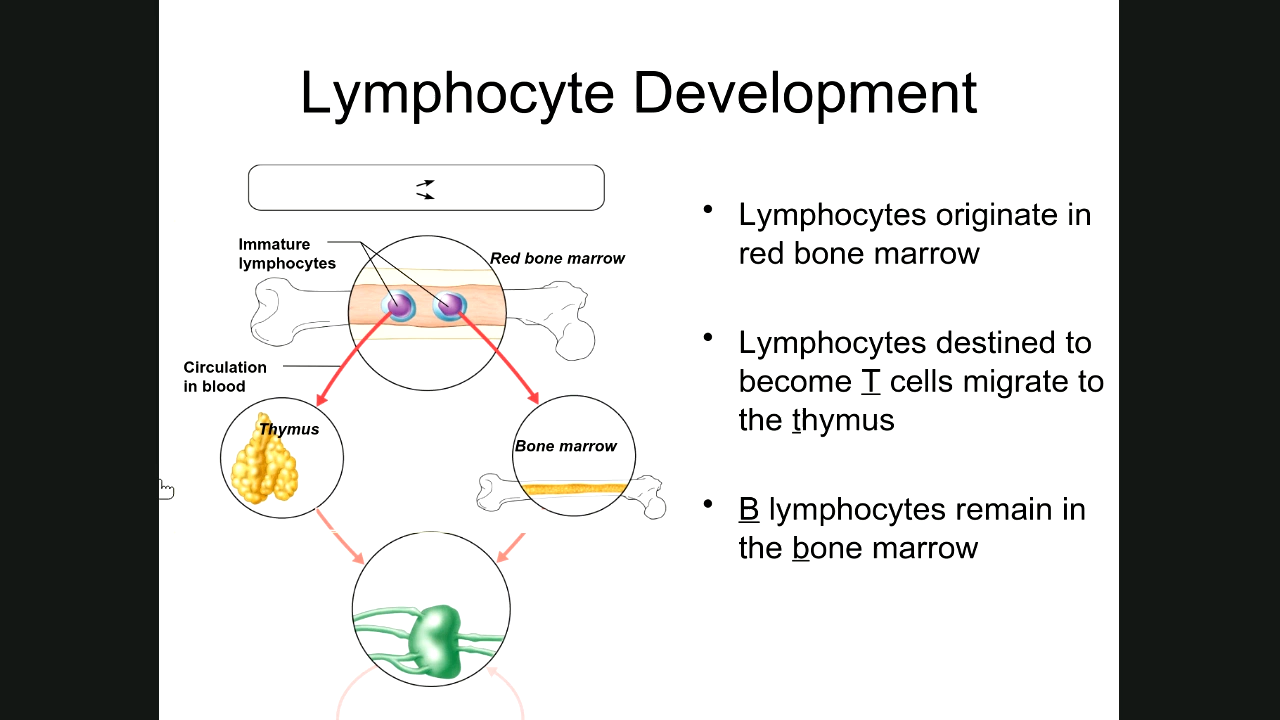 Lymphocyte Development
Immature
lymphocytes
Red bone marrow
Circulation
in blood
Thymus
Bone marrow
• Lymphocytes originate in
red bone marrow
• Lymphocytes destined to
become T cells migrate to
the thymus
• B lymphocytes remain in
the bone marrow